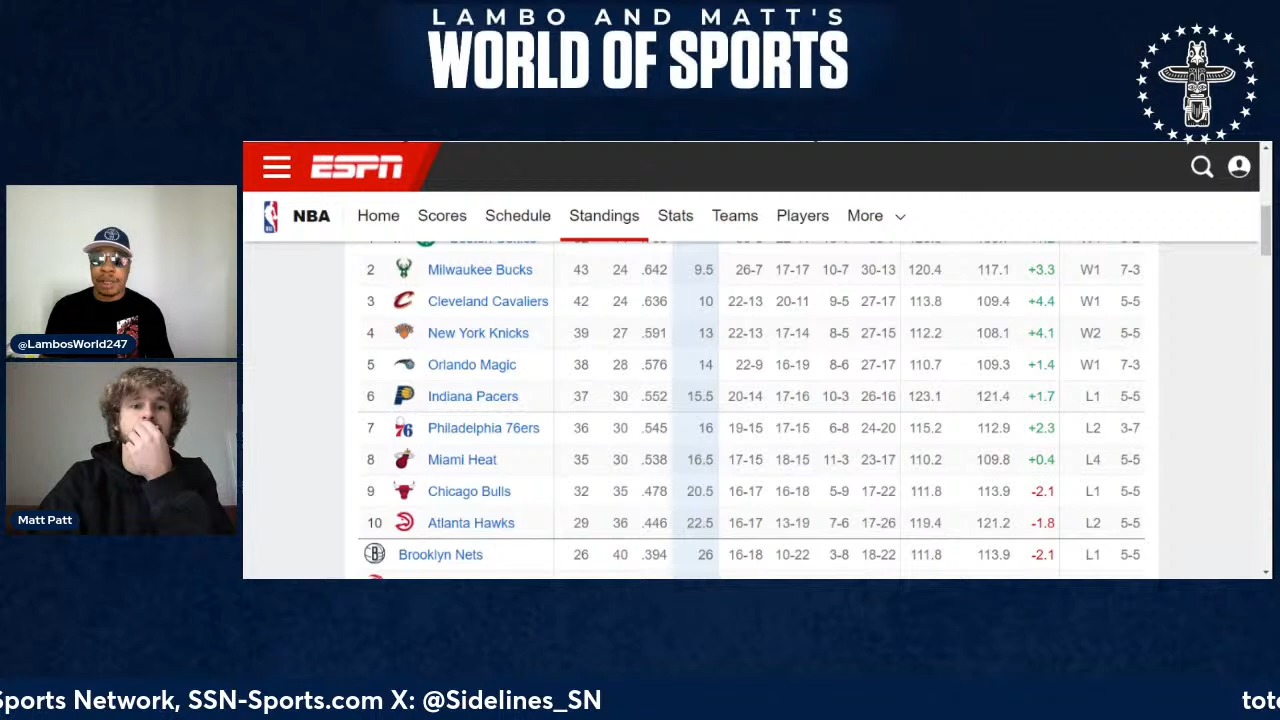 LAMBO AND MATT'S
WORLD OF SPORTS
ESPN
NBA Home Scores Schedule Standings Stats Teams Players More
2 Milwaukee Bucks 43 24 .642 9.5 26-7 17-17 10-7 30-13 120.4 117.1 +3.3 W1 7-3
3 Cleveland Cavaliers 42 24 .636 10 22-13 20-11 9-5 27-17 113.8 109.4 +4.4 W1 5-5
4 New York Knicks 39 27 .591 13 22-13 17-14 8-5 27-15 112.2 108.1 +4.1 W2 5-5
5 Orlando Magic 38 28 .576 14 22-9 16-19 8-6 27-17 110.7 109.3 +1.4 W1 7-3
6 Indiana Pacers 37 30 .552 15.5 20-14 17-16 10-3 26-16 123.1 121.4 +1.7 L1 5-5
7 76 Philadelphia 76ers 36 30 .545 16 19-15 17-15 6-8 24-20 115.2 112.9 +2.3 L2 3-7
8 Miami Heat 35 30 .538 16.5 17-15 18-15 11-3 23-17 110.2 109.8 +0.4 L4 5-5
9 Chicago Bulls 32 35 .478 20.5 16-17 16-18 5-9 17-22 111.8 113.9 -2.1 L1 5-5
10 Atlanta Hawks 29 36 .446 22.5 16-17 13-19 7-6 17-26 119.4 121.2 -1.8 L2 5-5
B Brooklyn Nets 26 40 .394 26 16-18 10-22 3-8 18-22 111.8 113.9 -2.1 L1 5-5
@LambosWorld247
Matt Patt
Sports Network, SSN-Sports.com X: @Sidelines_SN